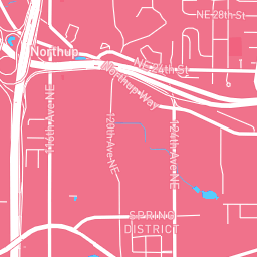 NE 28th St
Northup
NE 24th St
Northup Way
116th Ave NE
120th Ave NE
124th Ave NE
SPRING
DISTRICT